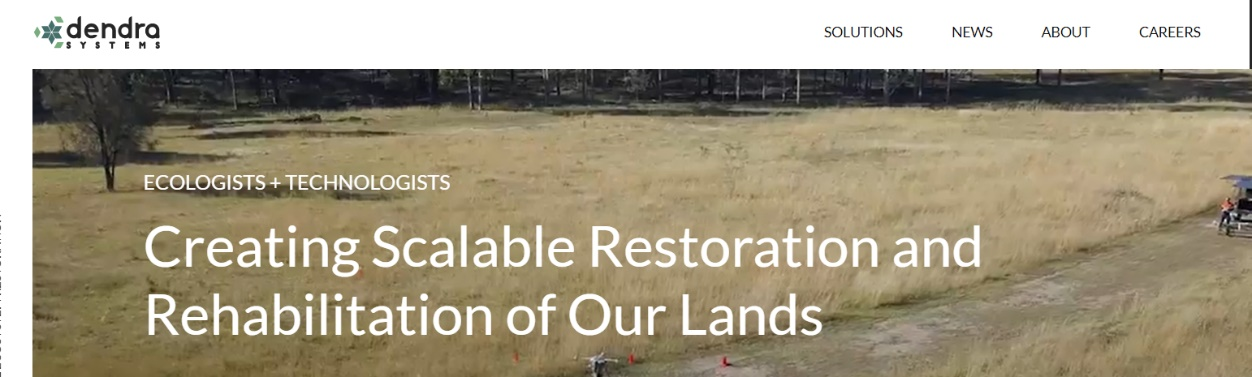 dendra
SYSTEMS
SOLUTIONS NEWS ABOUT CAREERS
ECOLOGISTS + TECHNOLOGISTS
Creating Scalable Restoration and
Rehabilitation of Our Lands